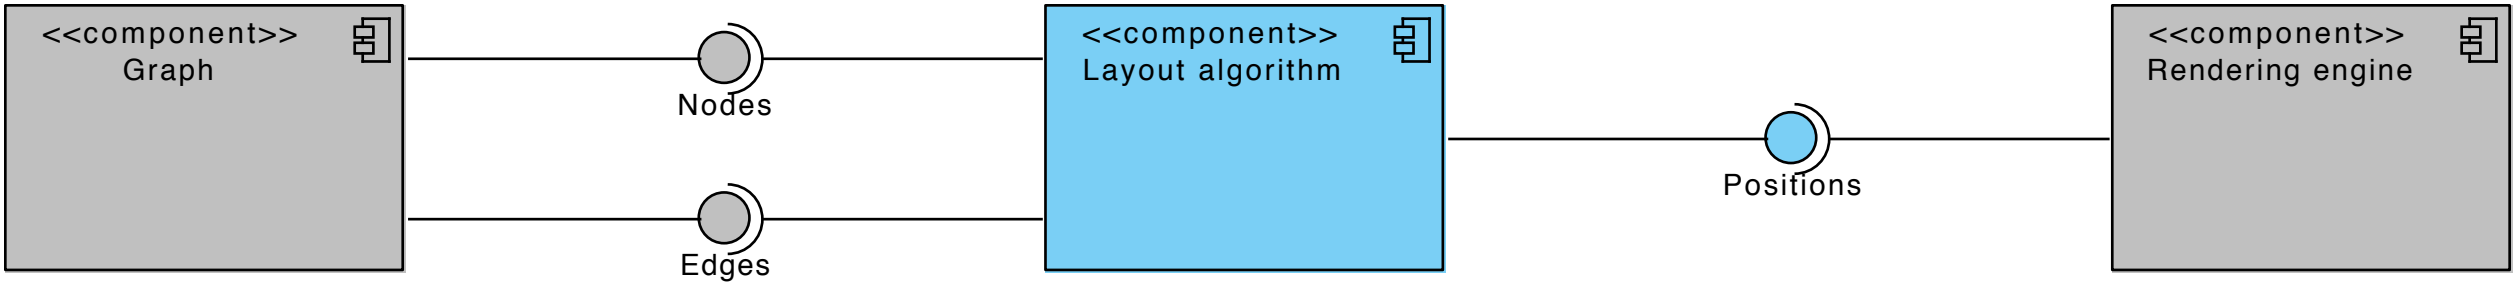 <<component>>
Graph
Nodes
Edges
<<component>>
Layout algorithm
Positions
<<component>>
Rendering engine